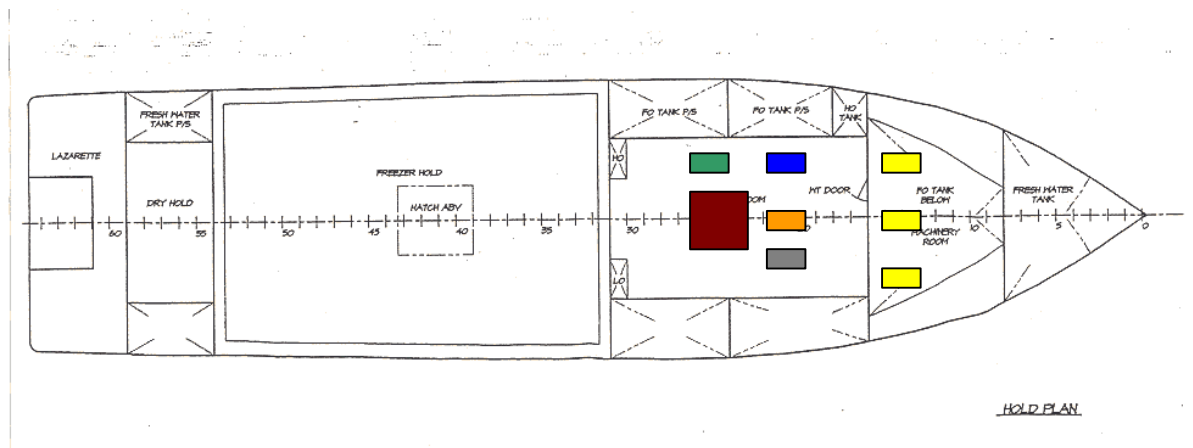 FRESH WATER
TANK P/S
FO TANK P/S
FO TANK P/S
HO
TANK
LAZARETTE
HO
FREEZER HOLD
HT DOOR
FO TANK
BELOW
FRESH WATER
TANK
DRY HOLD
HATCH ABV
OM
MACHINERY
ROOM
60
55
50
45
40
35
30
10
5
0
LO
HOLD PLAN